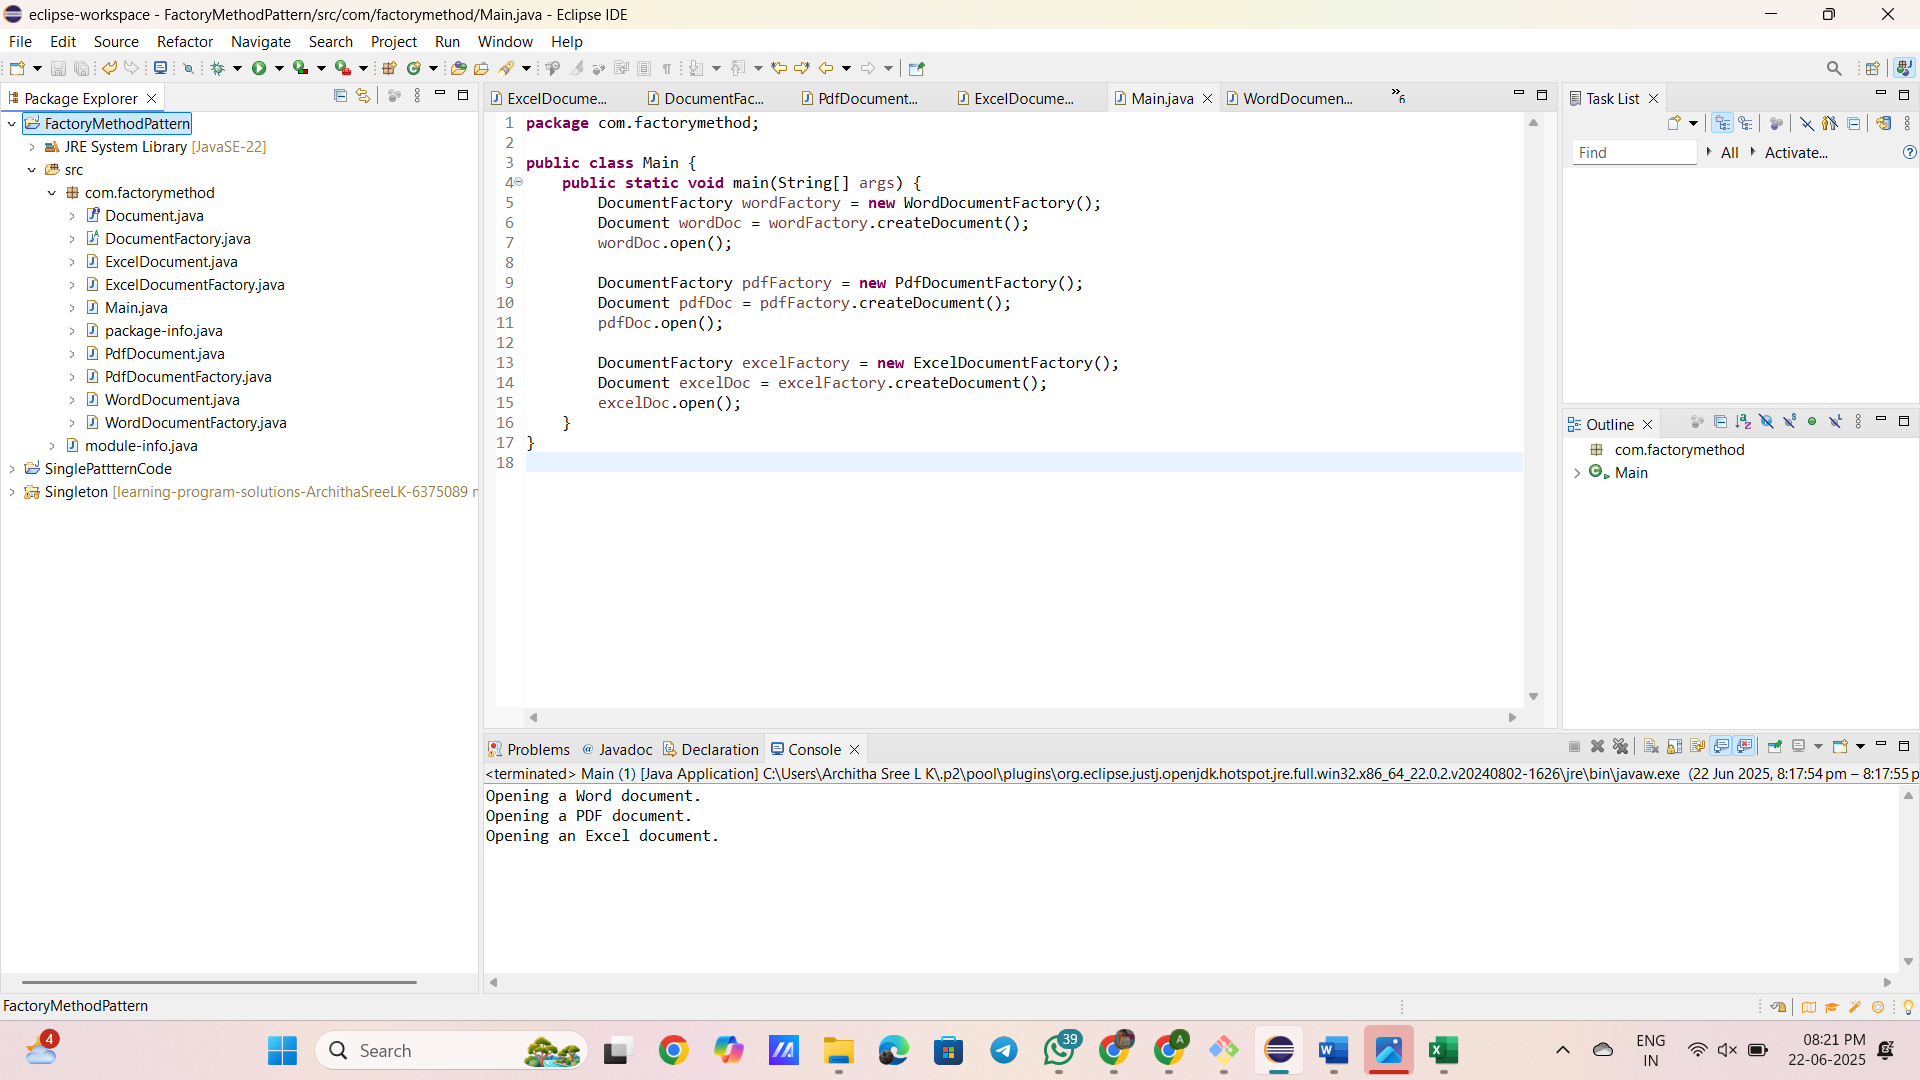 eclipse-workspace - FactoryMethodPattern/src/com/factorymethod/Main.java - Eclipse IDE
File Edit Source Refactor Navigate Search Project Run Window Help
Package Explorer
FactoryMethodPattern
JRE System Library [JavaSE-22]
src
com.factorymethod
Document.java
DocumentFactory.java
ExcelDocument.java
ExcelDocumentFactory.java
Main.java
package-info.java
PdfDocument.java
PdfDocumentFactory.java
WordDocument.java
WordDocumentFactory.java
module-info.java
SinglePattternCode
Singleton [learning-program-solutions-ArchithaSreeLK-6375089 m
ExcelDocume... DocumentFac... PdfDocument... ExcelDocume... Main.java WordDocumen... »6
1 package com.factorymethod;
2
3 public class Main {
4 public static void main(String[] args) {
5 DocumentFactory wordFactory = new WordDocumentFactory();
6 Document wordDoc = wordFactory.createDocument();
7 wordDoc.open();
8
9 DocumentFactory pdfFactory = new PdfDocumentFactory();
10 Document pdfDoc = pdfFactory.createDocument();
11 pdfDoc.open();
12
13 DocumentFactory excelFactory = new ExcelDocumentFactory();
14 Document excelDoc = excelFactory.createDocument();
15 excelDoc.open();
16 }
17 }
18
Task List
Find All Activate...
Outline
com.factorymethod
Main
Problems Javadoc Declaration Console
<terminated> Main (1) [Java Application] C:\Users\Architha Sree L K\.p2\pool\plugins\org.eclipse.justj.openjdk.hotspot.jre.full.win32.x86_64_22.0.2.v20240802-1626\jre\bin\javaw.exe (22 Jun 2025, 8:17:54 pm – 8:17:55 p
Opening a Word document.
Opening a PDF document.
Opening an Excel document.
FactoryMethodPattern
4
Search
39
A
ENG
IN
08:21 PM
22-06-2025